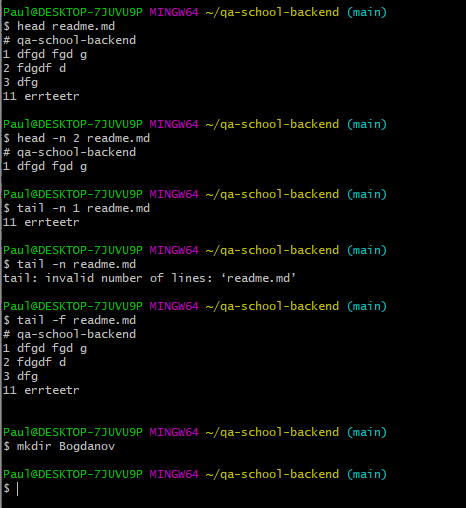 Paul@DESKTOP-7JUVU9P MINGW64 ~/qa-school-backend (main)
$ head readme.md
# qa-school-backend
1 dfgd fgd g
2 fdgdf d
3 dfg
11 errteetr
Paul@DESKTOP-7JUVU9P MINGW64 ~/qa-school-backend (main)
$ head -n 2 readme.md
# qa-school-backend
1 dfgd fgd g
Paul@DESKTOP-7JUVU9P MINGW64 ~/qa-school-backend (main)
$ tail -n 1 readme.md
11 errteetr
Paul@DESKTOP-7JUVU9P MINGW64 ~/qa-school-backend (main)
$ tail -n readme.md
tail: invalid number of lines: ‘readme.md’
Paul@DESKTOP-7JUVU9P MINGW64 ~/qa-school-backend (main)
$ tail -f readme.md
# qa-school-backend
1 dfgd fgd g
2 fdgdf d
3 dfg
11 errteetr
Paul@DESKTOP-7JUVU9P MINGW64 ~/qa-school-backend (main)
$ mkdir Bogdanov
Paul@DESKTOP-7JUVU9P MINGW64 ~/qa-school-backend (main)
$